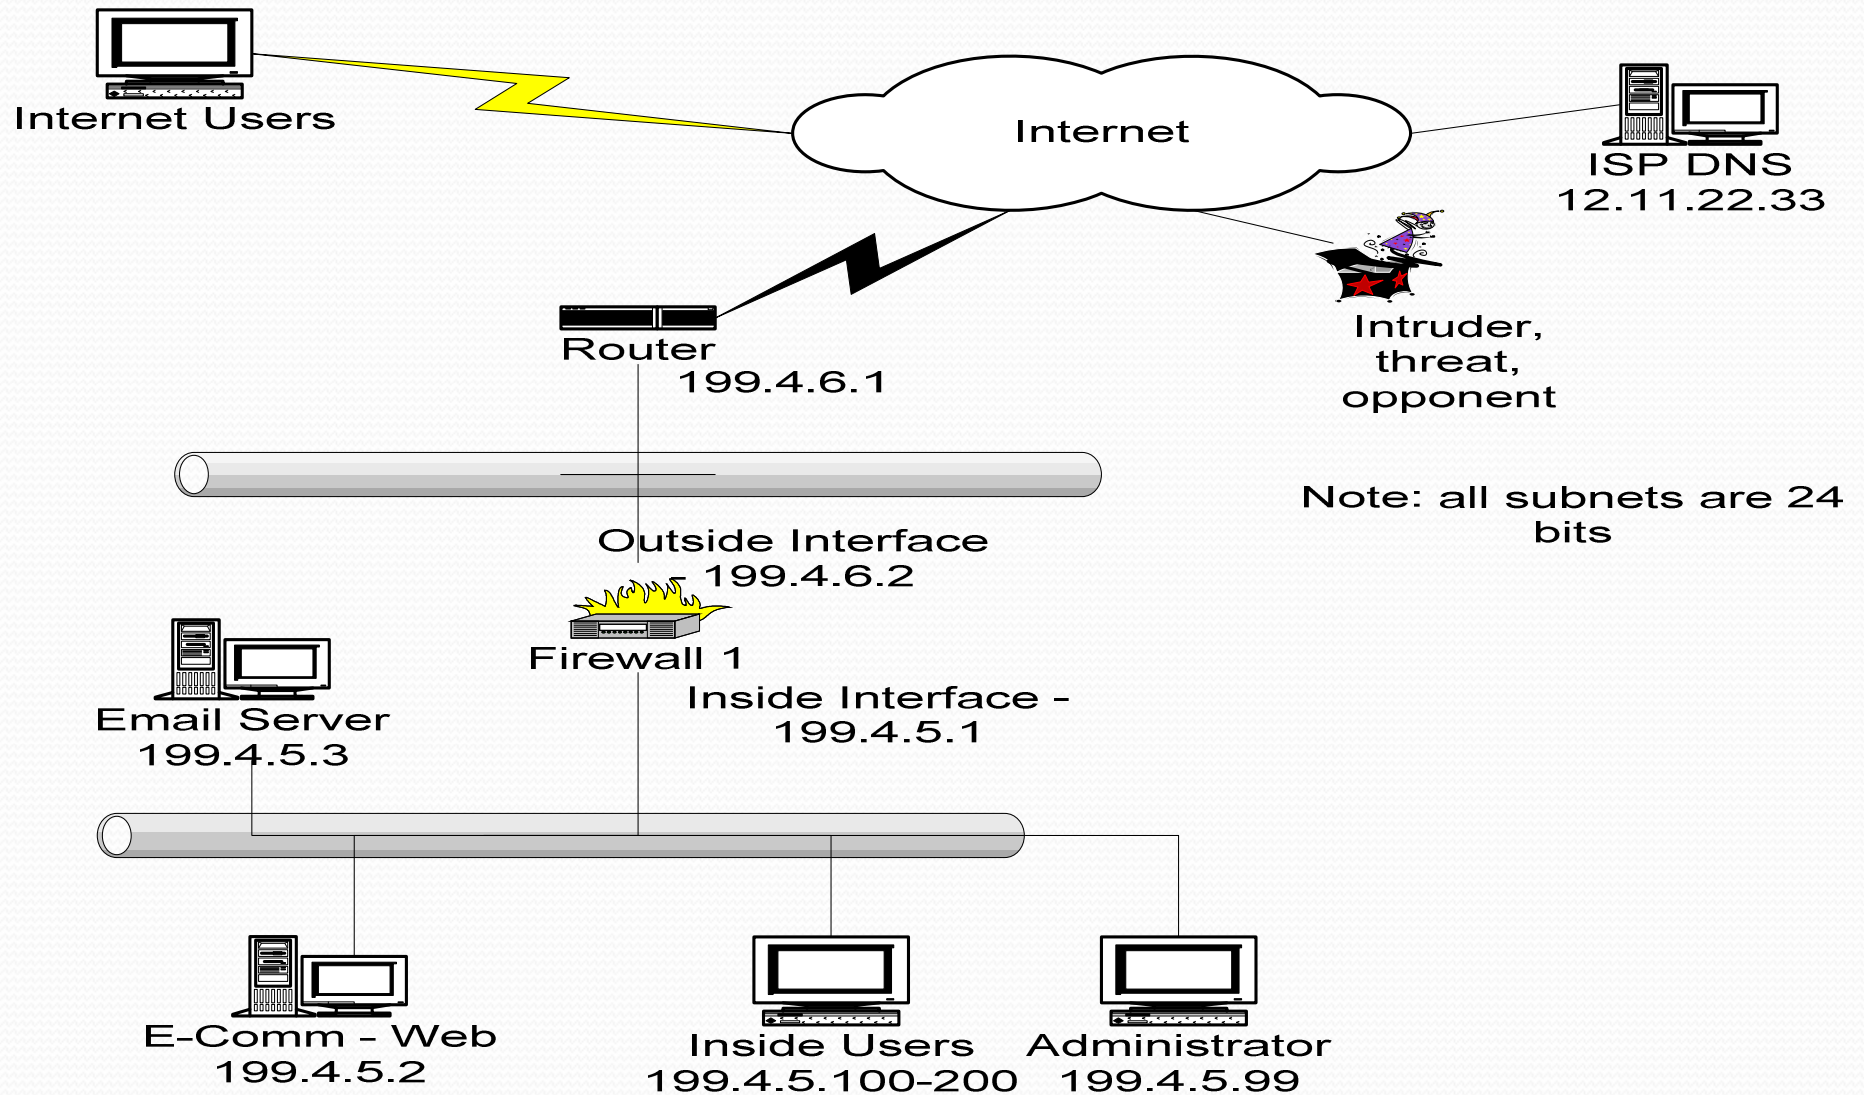 Internet Users
Internet
ISP DNS
12.11.22.33
Router
199.4.6.1
Intruder,
threat,
opponent
Note: all subnets are 24
bits
Outside Interface
- 199.4.6.2
Firewall 1
Inside Interface -
199.4.5.1
Email Server
199.4.5.3
E-Comm - Web
199.4.5.2
Inside Users
199.4.5.100-200
Administrator
199.4.5.99